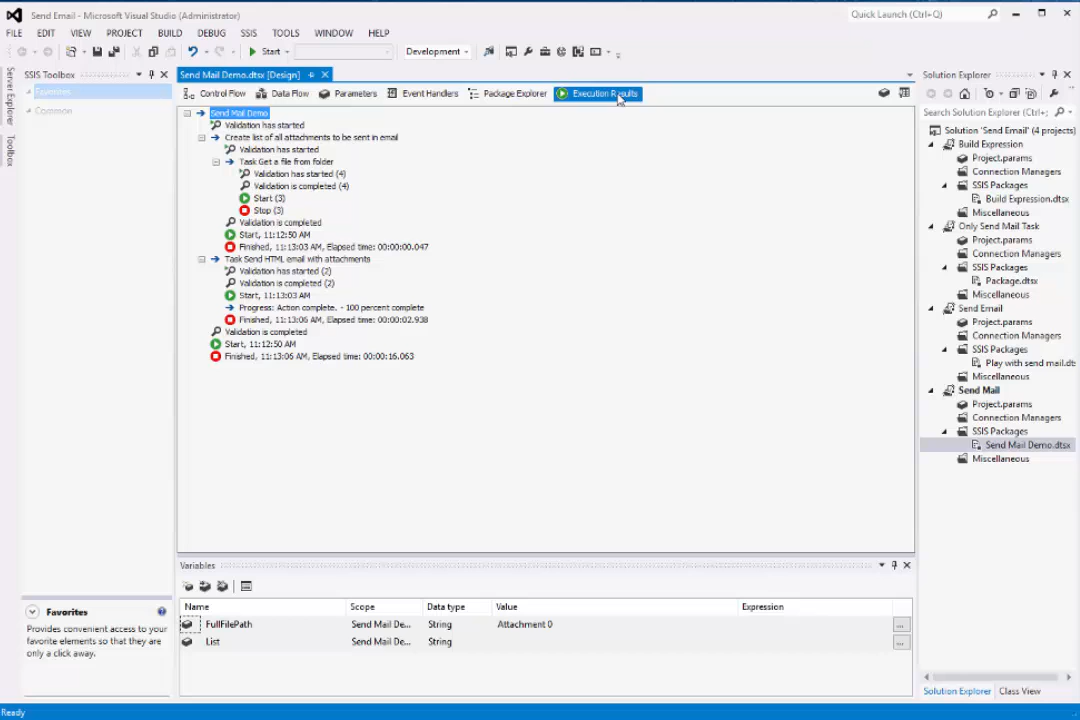 Send Email - Microsoft Visual Studio (Administrator)
Quick Launch (Ctrl+Q)
FILE EDIT VIEW PROJECT BUILD DEBUG SSIS TOOLS WINDOW HELP
Start
Development
Server Explorer
Toolbox
SSIS Toolbox
Favorites
Common
Send Mail Demo.dtsx [Design]
Control Flow
Data Flow
Parameters
Event Handlers
Package Explorer
Execution Results
Send Mail Demo
Validation has started
Create list of all attachments to be sent in email
Validation has started
Task Get a file from folder
Validation has started (4)
Validation is completed (4)
Start (3)
Stop (3)
Validation is completed
Start, 11:12:50 AM
Finished, 11:13:03 AM, Elapsed time: 00:00:00.047
Task Send HTML email with attachments
Validation has started (2)
Validation is completed (2)
Start, 11:13:03 AM
Progress: Action complete. - 100 percent complete
Finished, 11:13:06 AM, Elapsed time: 00:00:02.938
Validation is completed
Start, 11:12:50 AM
Finished, 11:13:06 AM, Elapsed time: 00:00:16.063
Solution Explorer
Search Solution Explorer (Ctrl+;)
Solution 'Send Email' (4 projects)
Build Expression
Project.params
Connection Managers
SSIS Packages
Build Expression.dtsx
Miscellaneous
Only Send Mail Task
Project.params
Connection Managers
SSIS Packages
Package.dtsx
Miscellaneous
Send Email
Project.params
Connection Managers
SSIS Packages
Play with send mail.dts
Miscellaneous
Send Mail
Project.params
Connection Managers
SSIS Packages
Send Mail Demo.dtsx
Miscellaneous
Solution Explorer Class View
Variables
Name Scope Data type Value Expression
FullFilePath Send Mail De... String Attachment 0 ...
List Send Mail De... String ...
Favorites
Provides convenient access to your
favorite elements so that they are
only a click away.
Ready